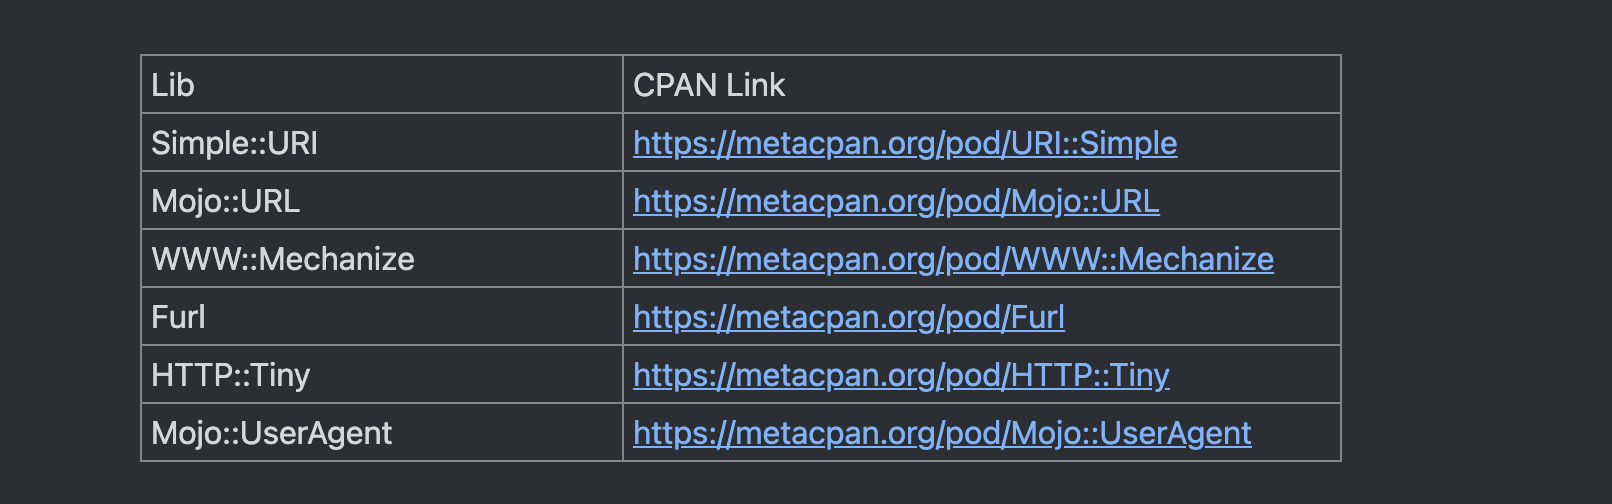 Lib CPAN Link
Simple::URI https://metacpan.org/pod/URI::Simple
Mojo::URL https://metacpan.org/pod/Mojo::URL
WWW::Mechanize https://metacpan.org/pod/WWW::Mechanize
Furl https://metacpan.org/pod/Furl
HTTP::Tiny https://metacpan.org/pod/HTTP::Tiny
Mojo::UserAgent https://metacpan.org/pod/Mojo::UserAgent